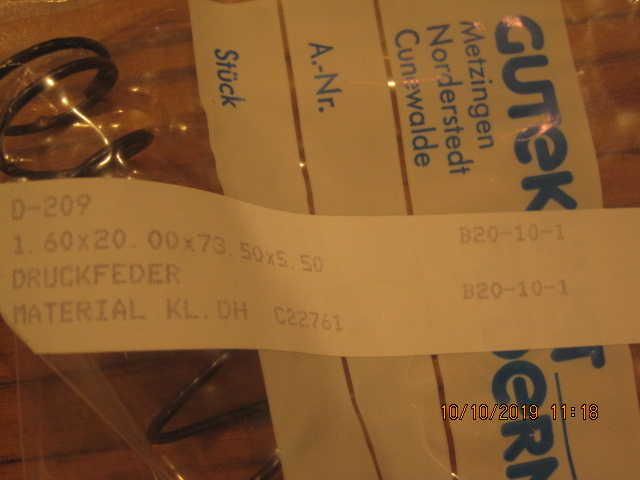 GUTEK
Metzingen
Norderstedt
Cunewalde
A.-Nr.
Stück
D-209
1.60x20.00x73.50x5.50
DRUCKFEDER
MATERIAL KL.DH C22761
B20-10-1
B20-10-1
10/10/2019 11:18